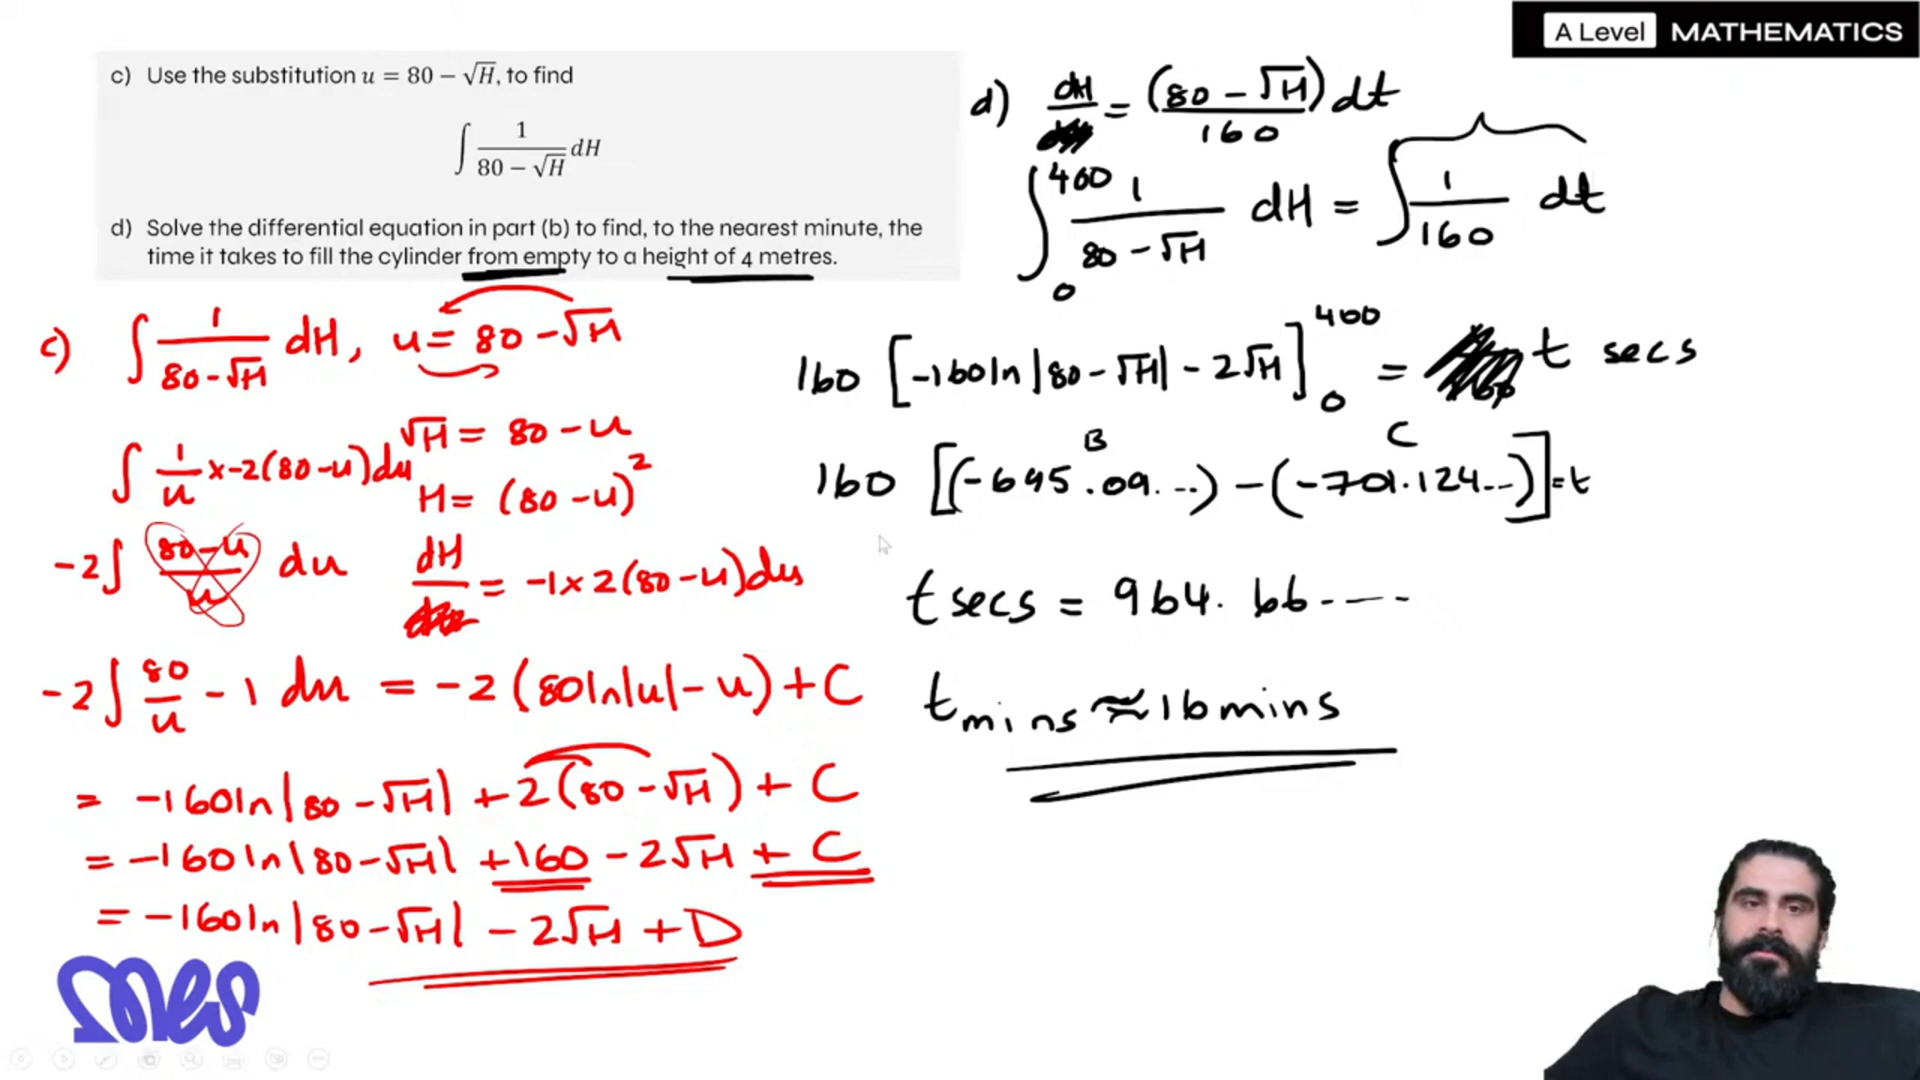 A Level MATHEMATICS
c) Use the substitution u = 80 − √H, to find
∫ 1/(80 − √H) dH
d) Solve the differential equation in part (b) to find, to the nearest minute, the
time it takes to fill the cylinder from empty to a height of 4 metres.
c) ∫ 1/(80-√H) dH, u = 80 - √H
√H = 80 - u
∫ 1/u x -2(80-u)du
H = (80 - u)²
-2∫ (80-u)/u du
dH = -1 x 2(80-u)du
-2∫ 80/u - 1 du = -2(80ln|u| - u) + C
= -160ln|80 - √H| + 2(80 - √H) + C
= -160ln|80 - √H| + 160 - 2√H + C
= -160ln|80 - √H| - 2√H + D
d) dH = (80 - √H)/160 dt
∫₀⁴⁰⁰ 1/(80 - √H) dH = ∫ 1/160 dt
160 [-160ln|80 - √H| - 2√H]₀⁴⁰⁰ = t secs
B C
160 [(-695.09...) - (-701.124...)] = t
t secs = 964.66----
t mins ≈ 16mins
mes